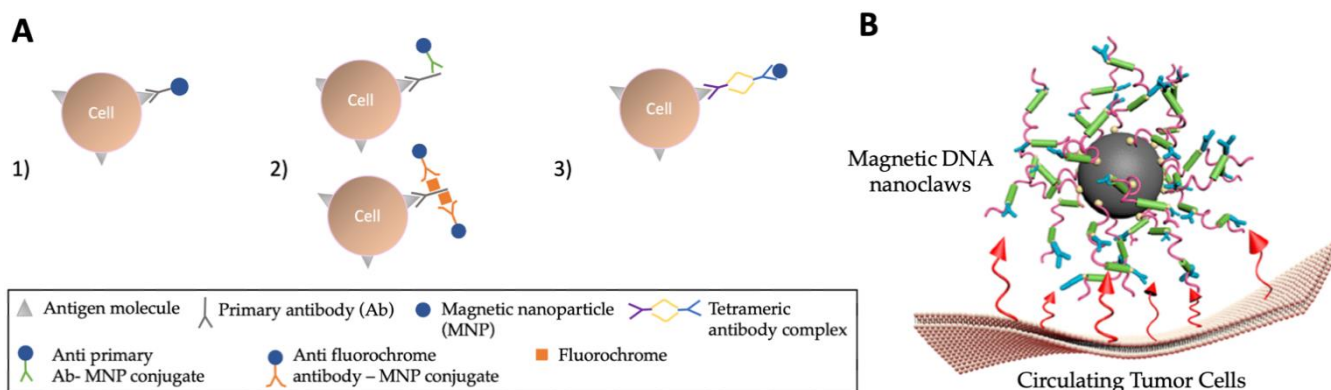 A
Cell
1)
Cell
2)
Cell
3)
Cell
Antigen molecule
Primary antibody (Ab)
Magnetic nanoparticle
(MNP)
Tetrameric
antibody complex
Anti primary
Ab- MNP conjugate
Anti fluorochrome
antibody – MNP conjugate
Fluorochrome
B
Magnetic DNA
nanoclaws
Circulating Tumor Cells